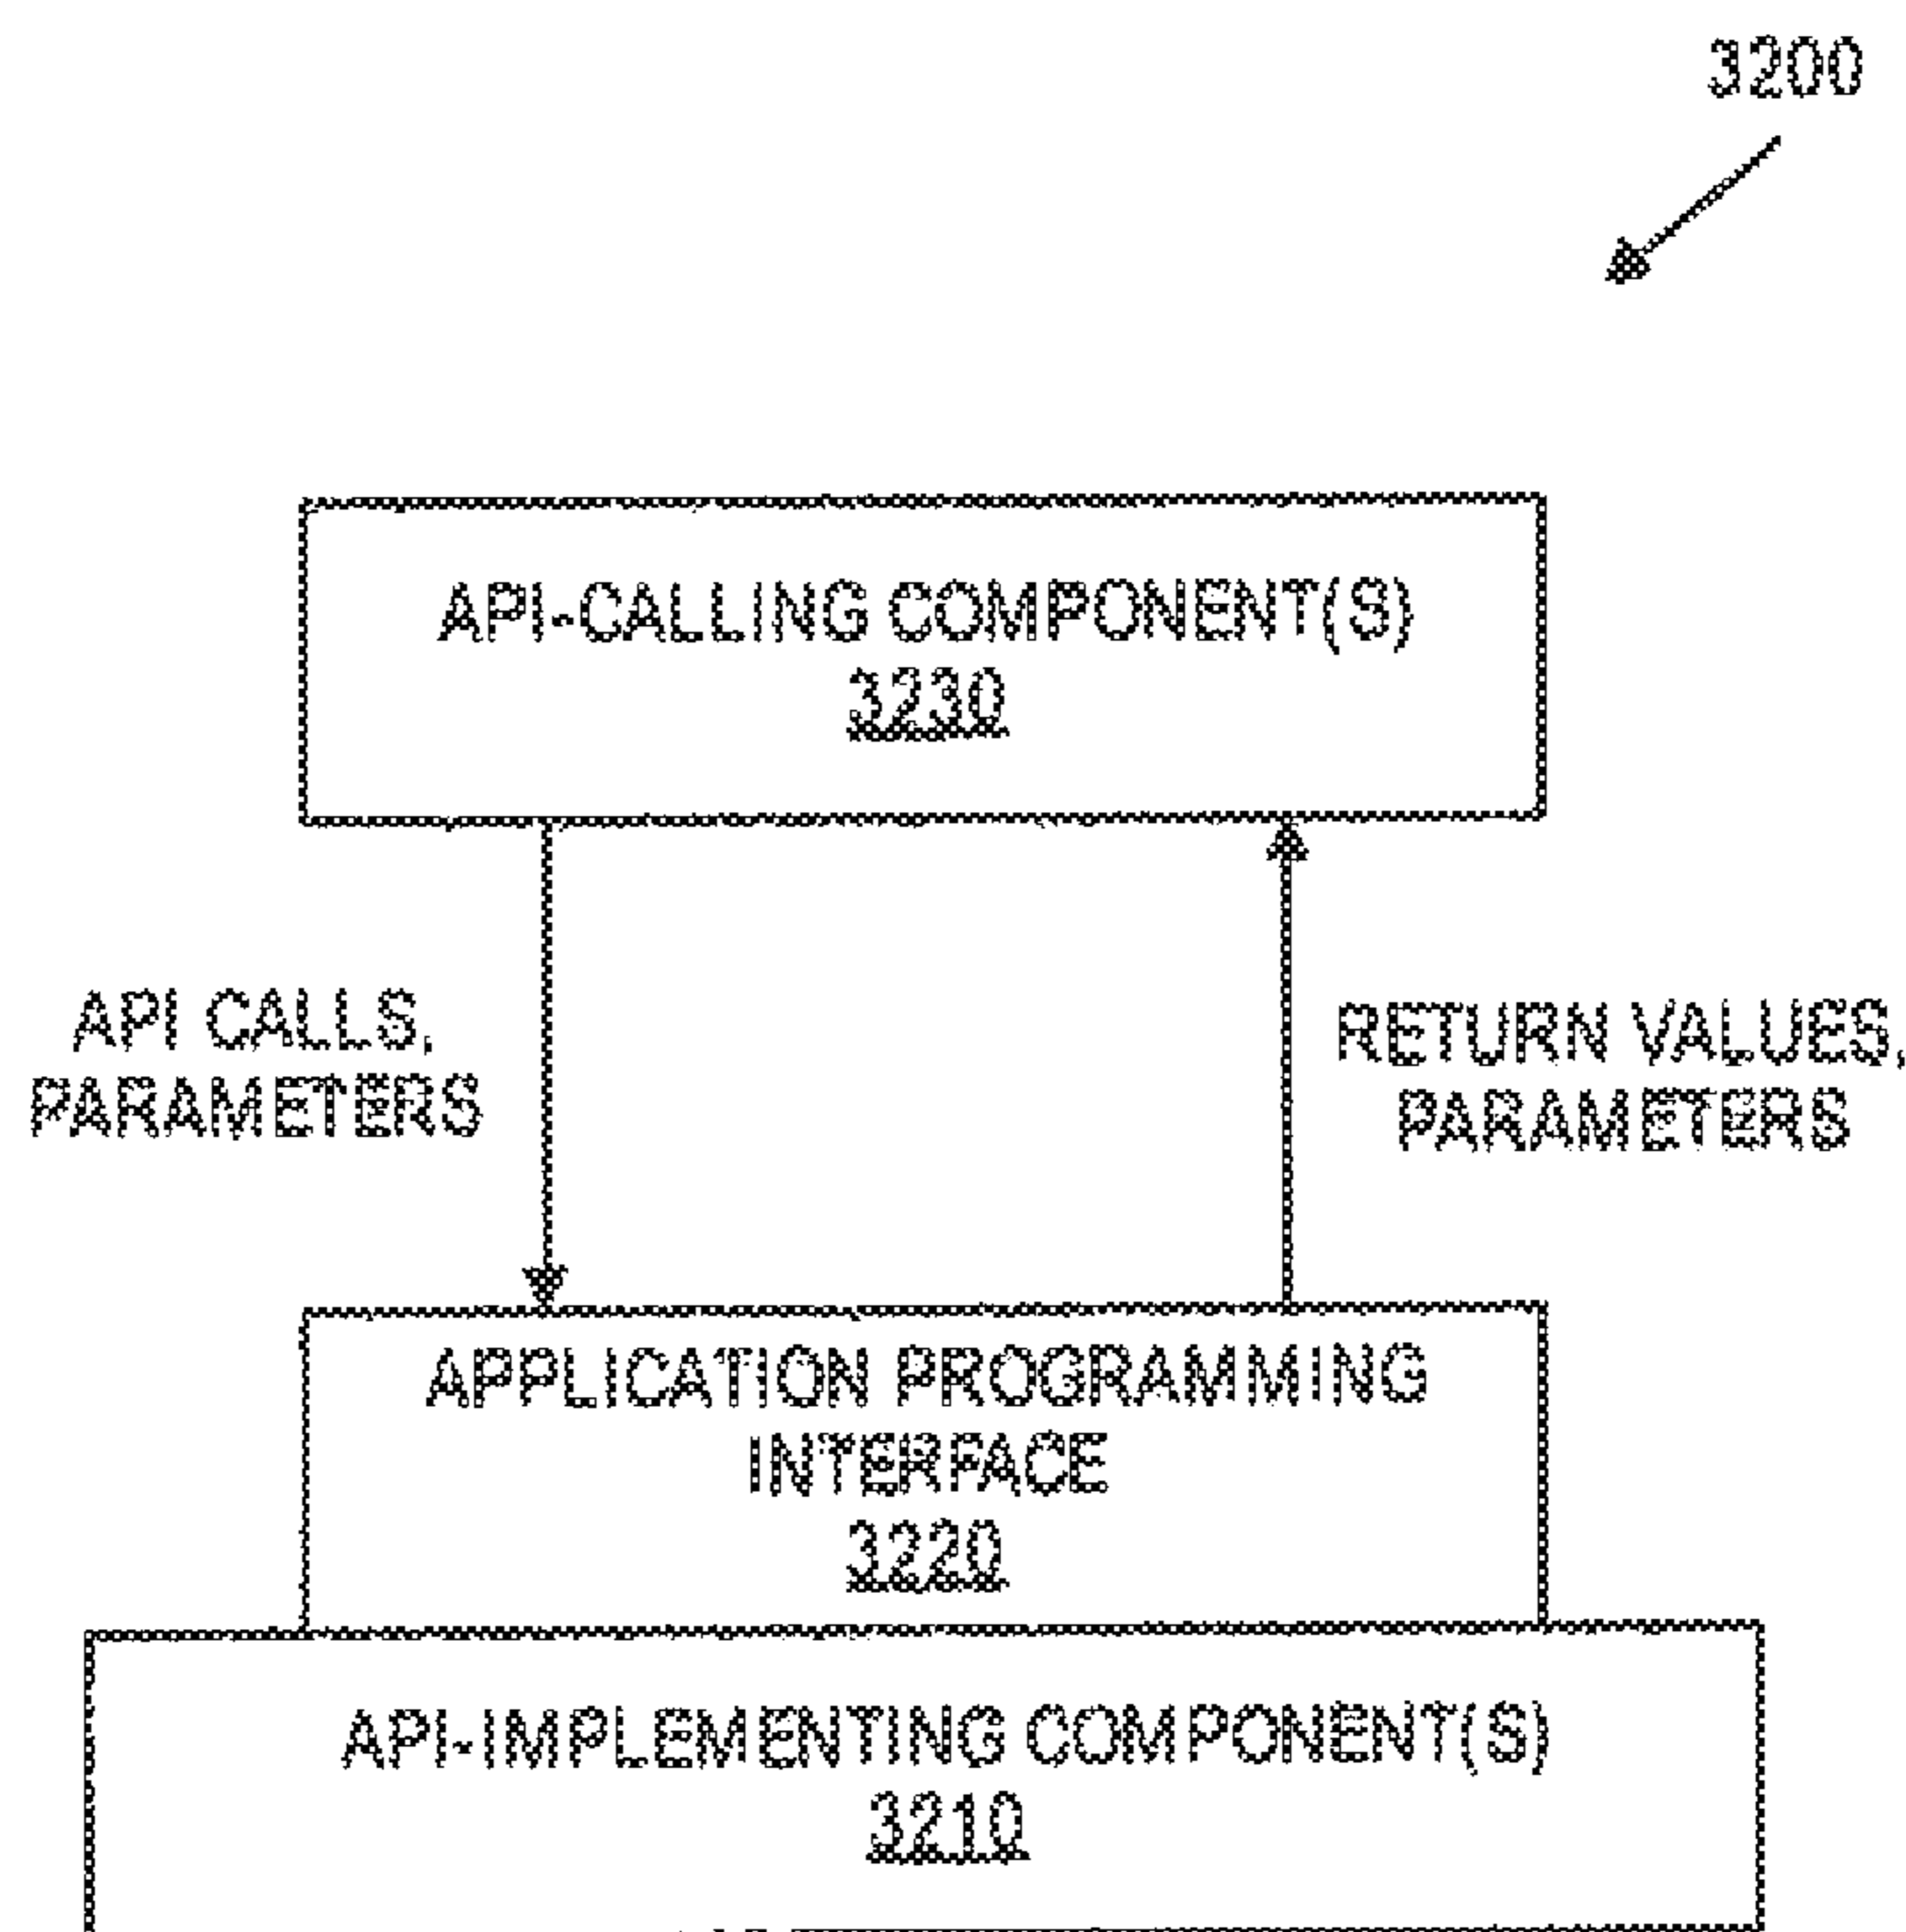 3200
API-CALLING COMPONENT(S)
3230
API CALLS,
PARAMETERS
RETURN VALUES,
PARAMETERS
APPLICATION PROGRAMMING
INTERFACE
3220
API-IMPLEMENTING COMPONENT(S)
3210